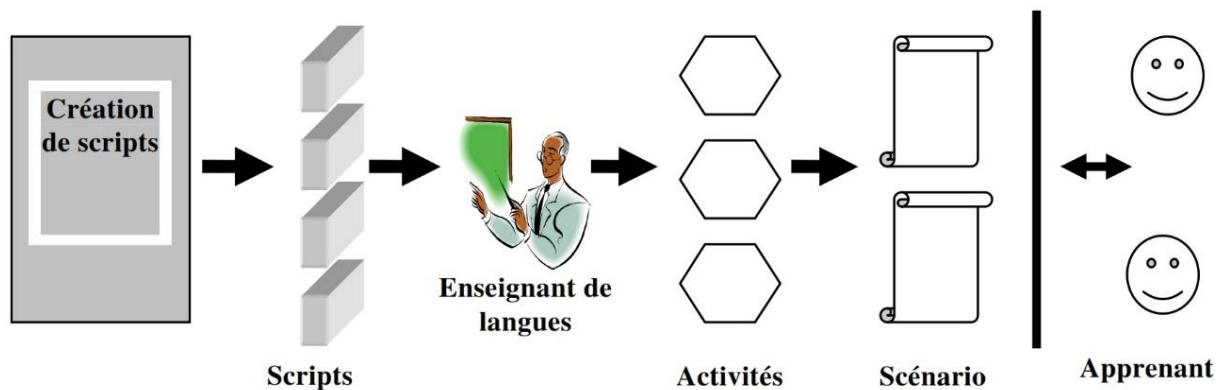 Création
de scripts
Enseignant de
langues
Scripts
Activités
Scénario
Apprenant